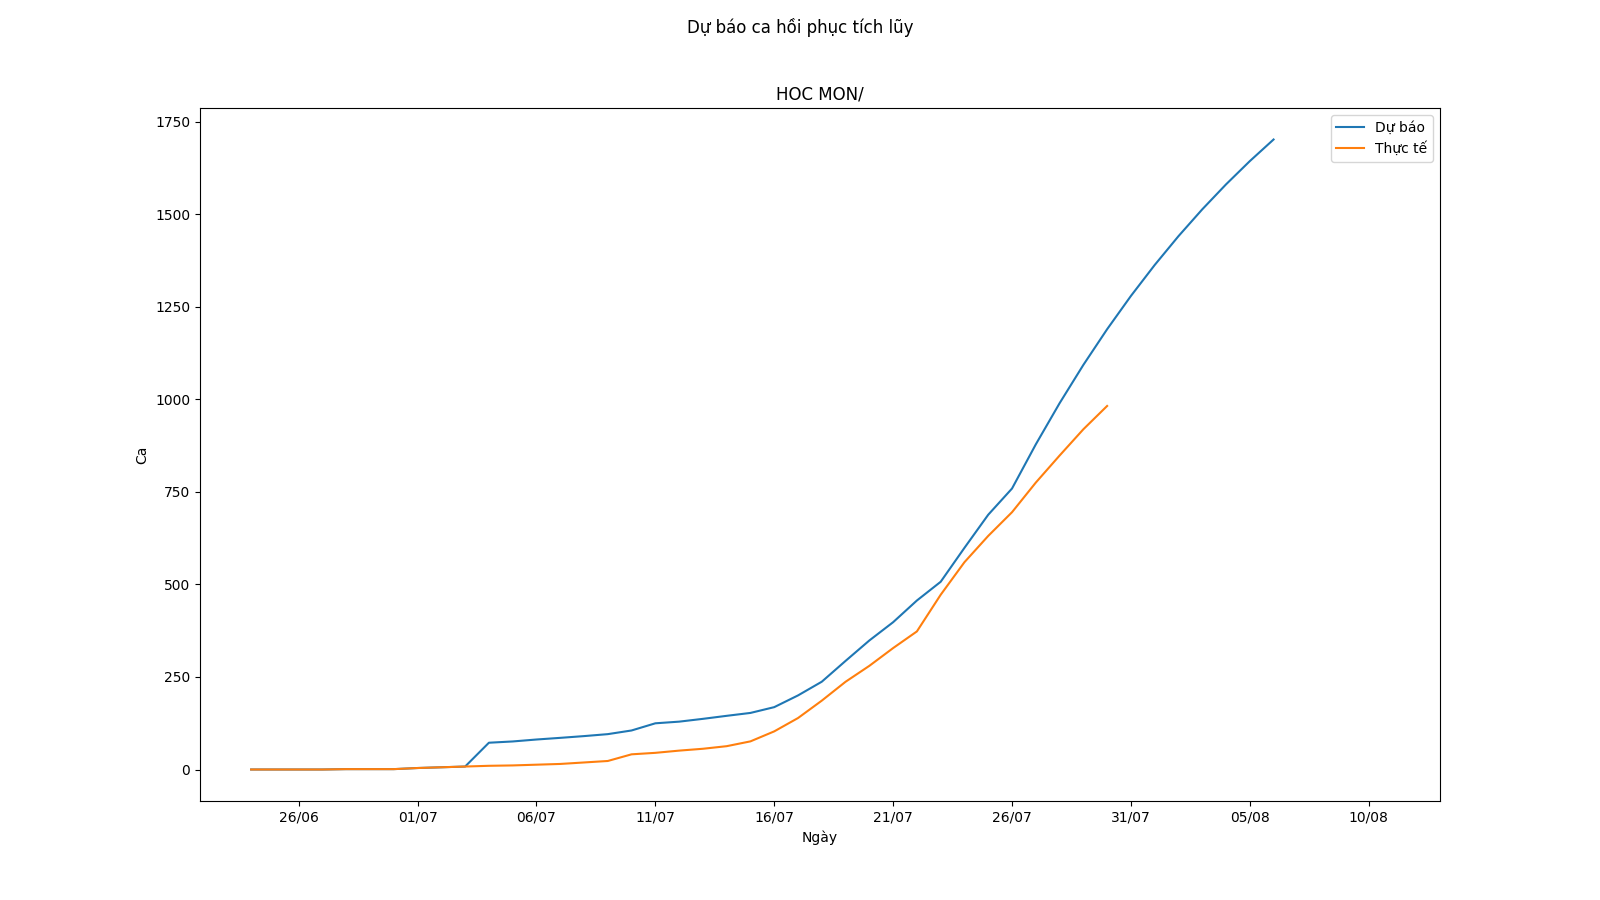 Dự báo ca hồi phục tích lũy
HOC MON/
Dự báo
Thực tế
1750
1500
1250
1000
750
500
250
0
Ca
26/06 01/07 06/07 11/07 16/07 21/07 26/07 31/07 05/08 10/08
Ngày